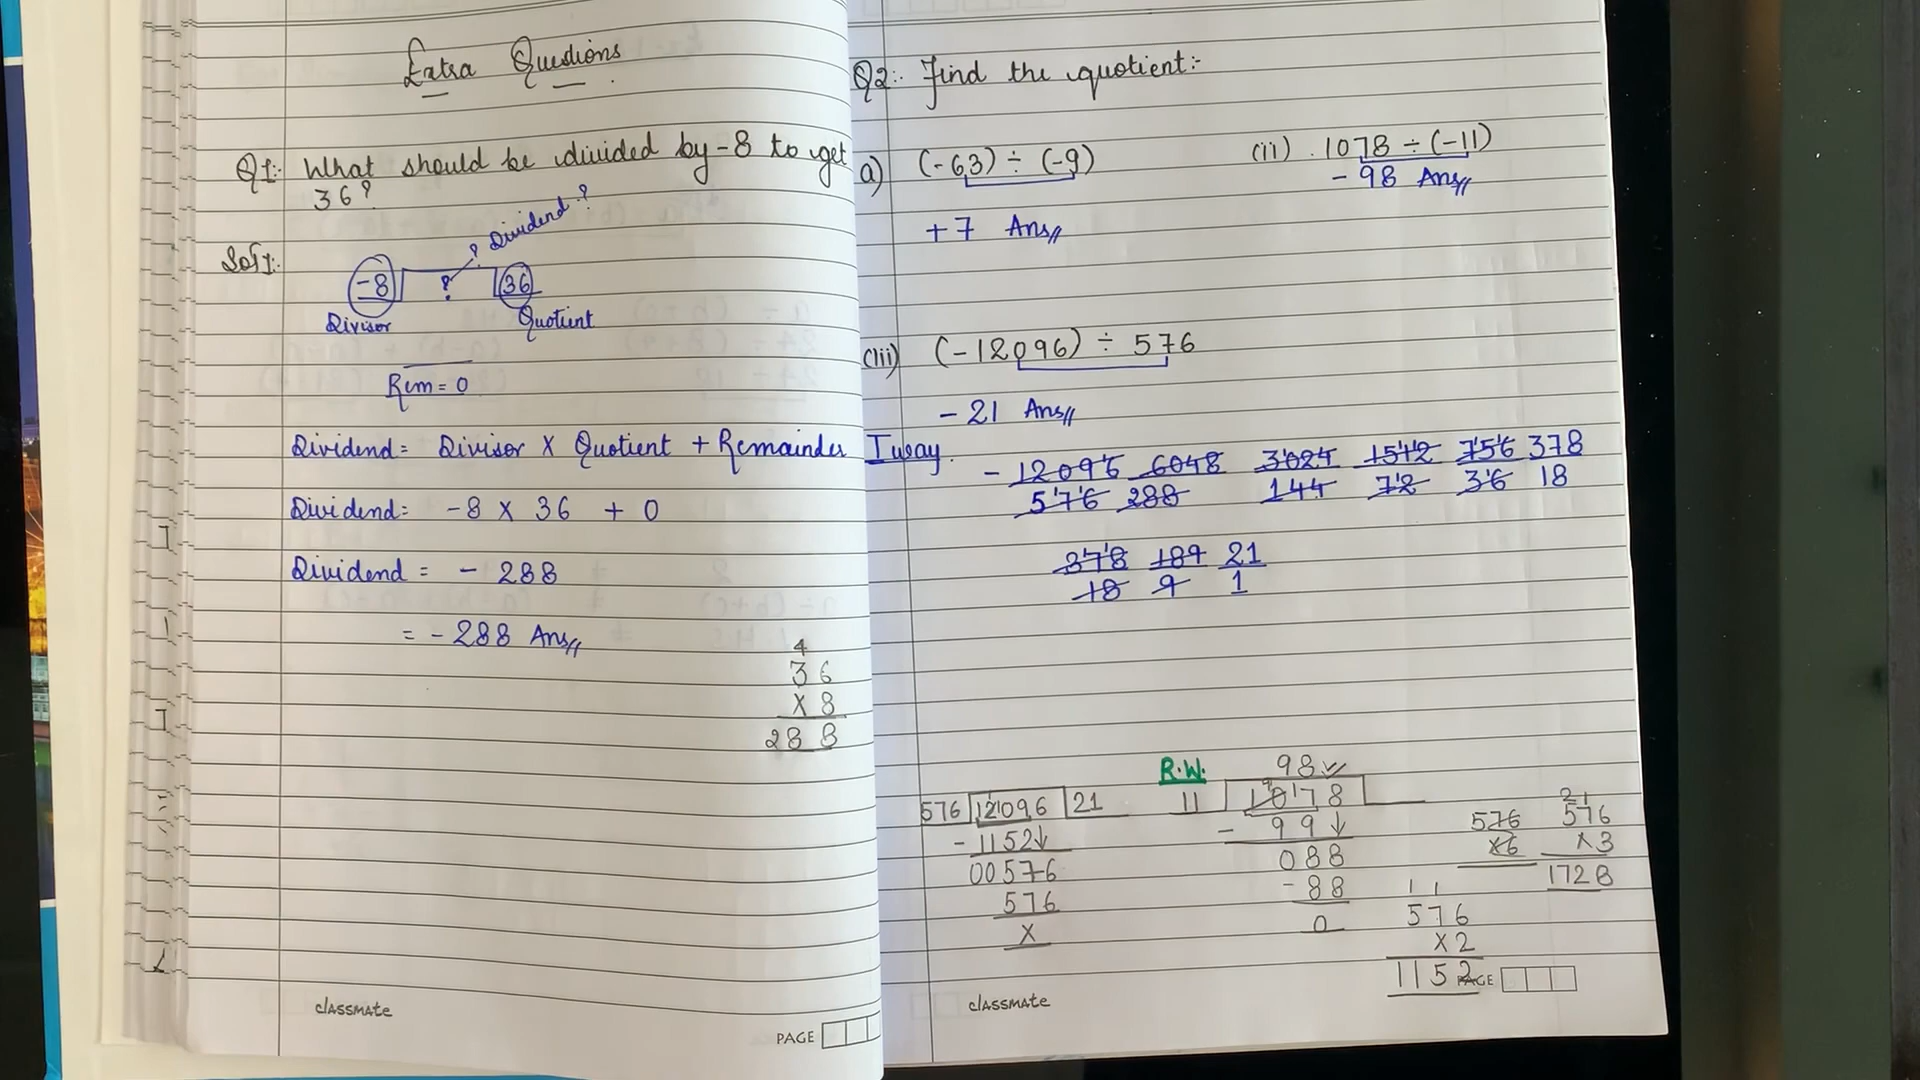 Extra Questions
Q1:- What should be divided by -8 to get
36?
Sol:-
? Dividend?
-8 ? 36
Divisor Quotient
Rem = 0
Dividend = Divisor X Quotient + Remainder
Dividend = -8 X 36 + 0
Dividend = - 288
= - 288 Ans//
4
36
X 8
288
classmate
PAGE
Q2:- Find the quotient:-
a) (-63) ÷ (-9)
+7 Ans//
(ii) . 1078 ÷ (-11)
- 98 Ans//
(iii) (-12096) ÷ 576
- 21 Ans//
I way.
- 12096 6048 3024 1512 756 378
576 288 144 72 36 18
378 189 21
18 9 1
R.W.
576 12096 21
- 1152↓
00576
576
X
98
11 1078
- 99↓
088
- 88
0
576
x6
21
576
X3
1728
1 1
576
X2
1152
classmate
PAGE